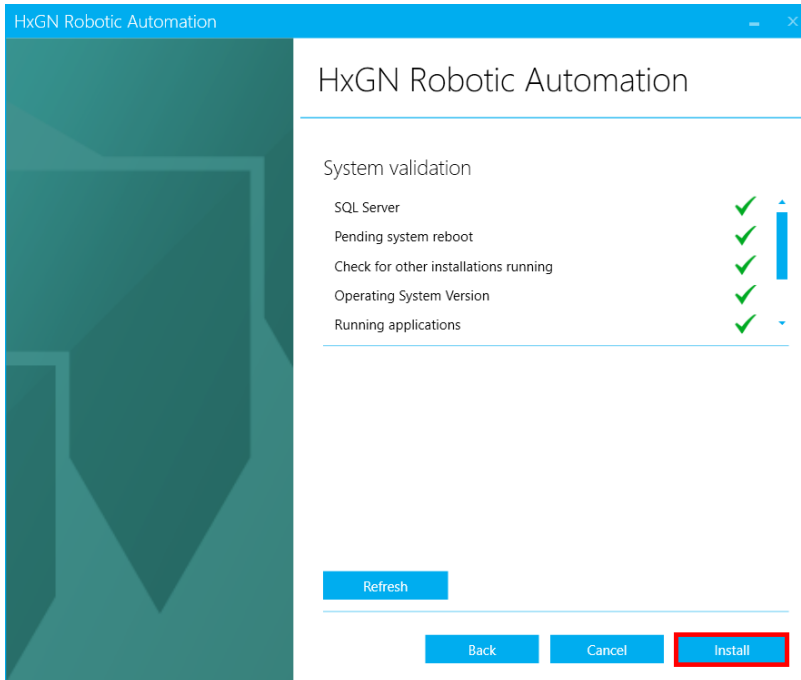 HxGN Robotic Automation
HxGN Robotic Automation
System validation
SQL Server
Pending system reboot
Check for other installations running
Operating System Version
Running applications
Refresh
Back Cancel Install